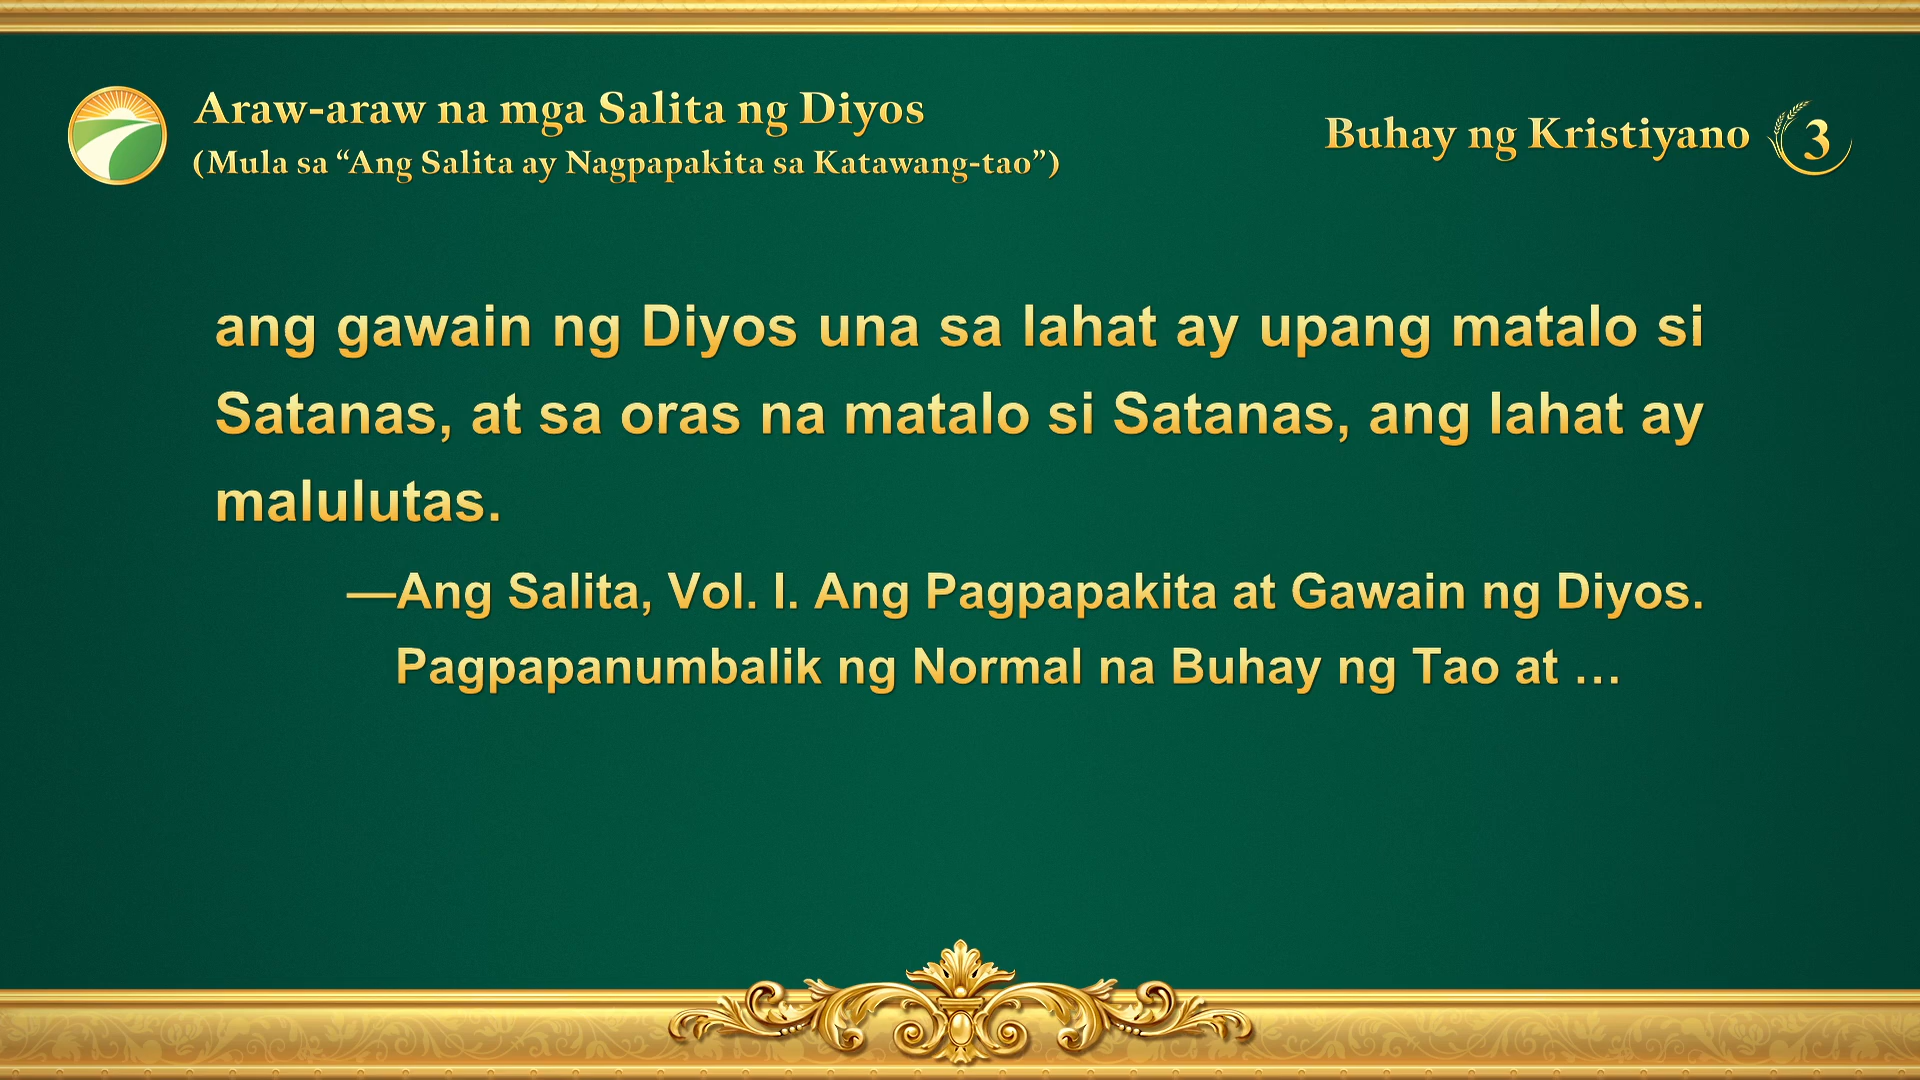 Araw-araw na mga Salita ng Diyos
(Mula sa “Ang Salita ay Nagpapakita sa Katawang-tao”)
Buhay ng Kristiyano 3
ang gawain ng Diyos una sa lahat ay upang matalo si
Satanas, at sa oras na matalo si Satanas, ang lahat ay
malulutas.
—Ang Salita, Vol. I. Ang Pagpapakita at Gawain ng Diyos.
Pagpapanumbalik ng Normal na Buhay ng Tao at …